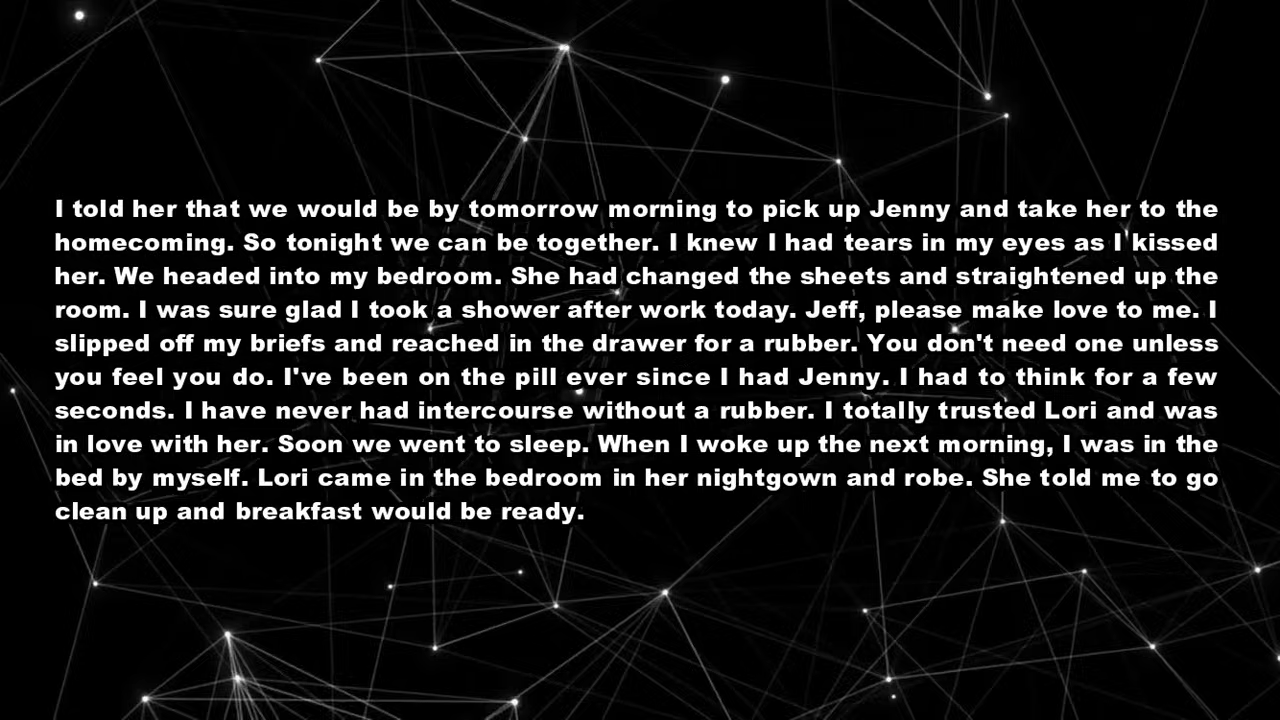 I told her that we would be by tomorrow morning to pick up Jenny and take her to the
homecoming. So tonight we can be together. I knew I had tears in my eyes as I kissed
her. We headed into my bedroom. She had changed the sheets and straightened up the
room. I was sure glad I took a shower after work today. Jeff, please make love to me. I
slipped off my briefs and reached in the drawer for a rubber. You don't need one unless
you feel you do. I've been on the pill ever since I had Jenny. I had to think for a few
seconds. I have never had intercourse without a rubber. I totally trusted Lori and was
in love with her. Soon we went to sleep. When I woke up the next morning, I was in the
bed by myself. Lori came in the bedroom in her nightgown and robe. She told me to go
clean up and breakfast would be ready.